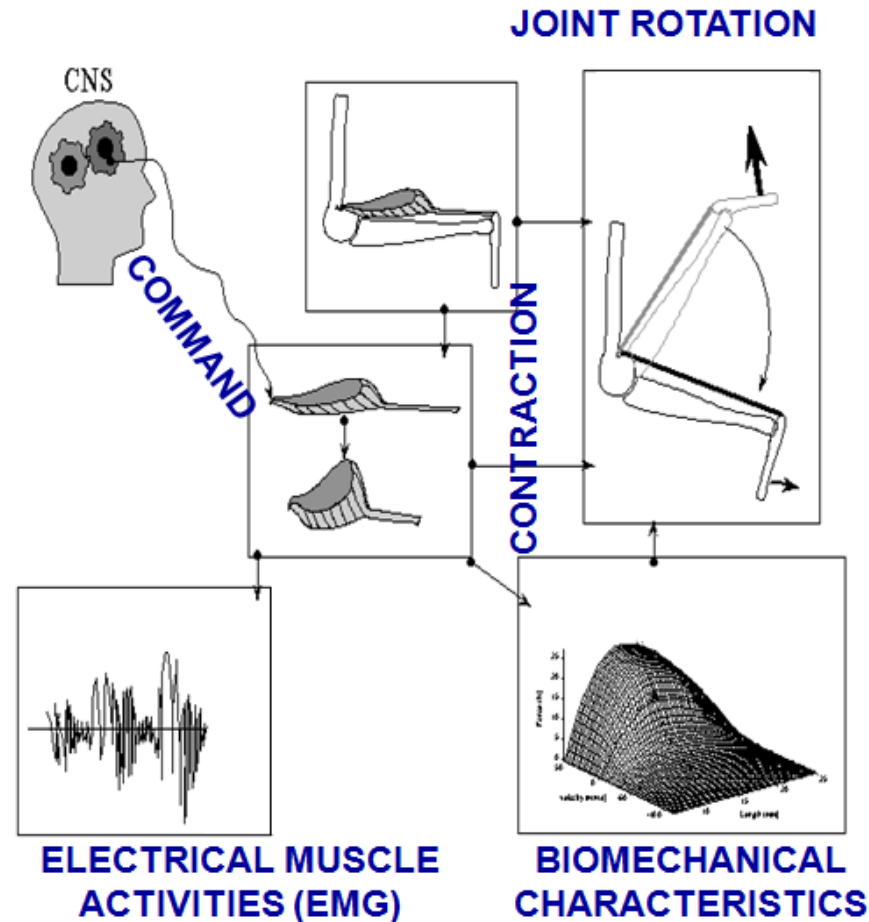 JOINT ROTATION
CNS
COMMAND
CONTRACTION
ELECTRICAL MUSCLE
ACTIVITIES (EMG)
BIOMECHANICAL
CHARACTERISTICS